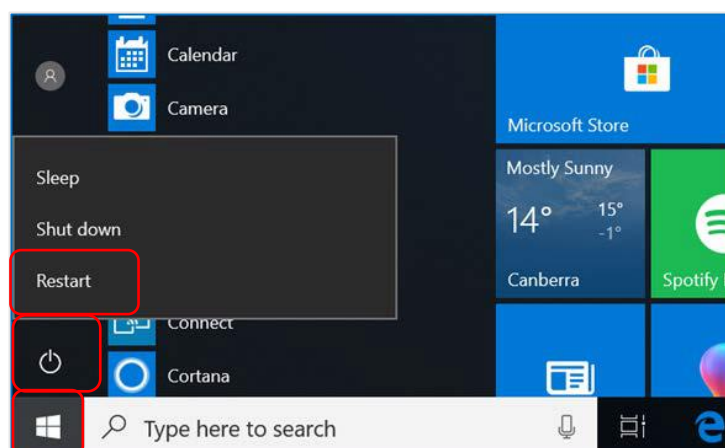 Calendar
Camera
Sleep
Shut down
Restart
Connect
Cortana
Type here to search
Microsoft Store
Mostly Sunny
14° 15°
-1°
Canberra
Spotify